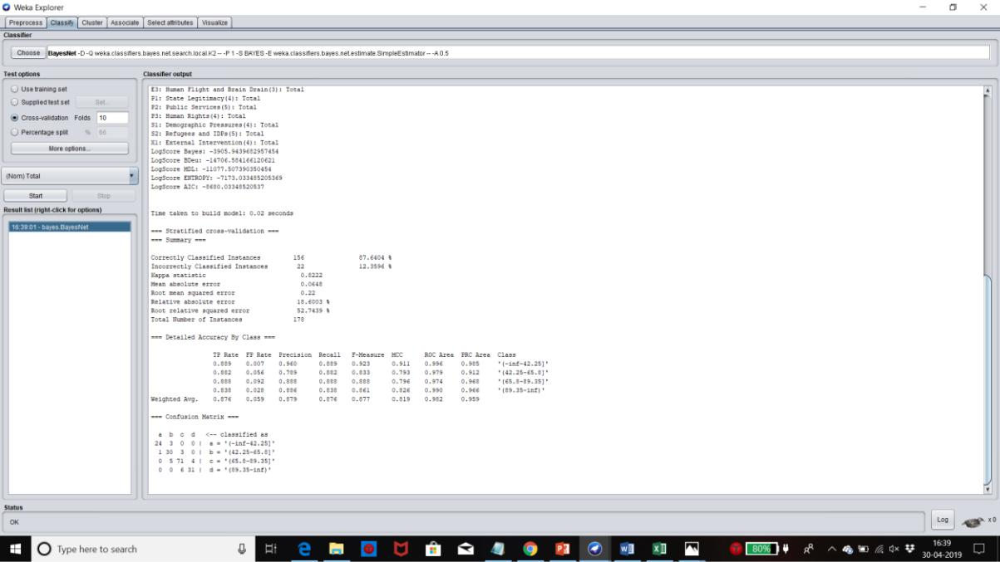 Weka Explorer
Preprocess Classify Cluster Associate Select attributes Visualize
Classifier
Choose BayesNet -D -Q weka.classifiers.bayes.net.search.local.K2 -- -P 1 -S BAYES -E weka.classifiers.bayes.net.estimate.SimpleEstimator -- -A 0.5
Test options
Use training set
Supplied test set Set...
Cross-validation Folds 10
Percentage split % 66
More options...
(Nom) Total
Start Stop
Result list (right-click for options)
16:39:01 - bayes.BayesNet
Classifier output
E3: Human Flight and Brain Drain(3): Total
P1: State Legitimacy(4): Total
P2: Public Services(5): Total
P3: Human Rights(4): Total
S1: Demographic Pressures(4): Total
S2: Refugees and IDPs(5): Total
X1: External Intervention(4): Total
LogScore Bayes: -3905.9439682957454
LogScore BDeu: -14706.584166120621
LogScore MDL: -11077.507390350454
LogScore ENTROPY: -7173.033485205369
LogScore AIC: -8680.03348520537
Time taken to build model: 0.02 seconds
=== Stratified cross-validation ===
=== Summary ===
Correctly Classified Instances 156 87.6404 %
Incorrectly Classified Instances 22 12.3596 %
Kappa statistic 0.8222
Mean absolute error 0.0648
Root mean squared error 0.22
Relative absolute error 18.6003 %
Root relative squared error 52.7439 %
Total Number of Instances 178
=== Detailed Accuracy By Class ===
TP Rate FP Rate Precision Recall F-Measure MCC ROC Area PRC Area Class
0.889 0.007 0.960 0.889 0.923 0.911 0.996 0.985 '(-inf-42.25]'
0.882 0.056 0.789 0.882 0.833 0.793 0.979 0.912 '(42.25-65.8]'
0.888 0.092 0.888 0.888 0.888 0.796 0.974 0.968 '(65.8-89.35]'
0.838 0.028 0.886 0.838 0.861 0.826 0.990 0.966 '(89.35-inf)'
Weighted Avg. 0.876 0.059 0.879 0.876 0.877 0.819 0.982 0.959
=== Confusion Matrix ===
a b c d <-- classified as
24 3 0 0 | a = '(-inf-42.25]'
1 30 3 0 | b = '(42.25-65.8]'
0 5 71 4 | c = '(65.8-89.35]'
0 0 6 31 | d = '(89.35-inf)'
Status
OK
Log
x 0
Type here to search
80%
16:39
30-04-2019